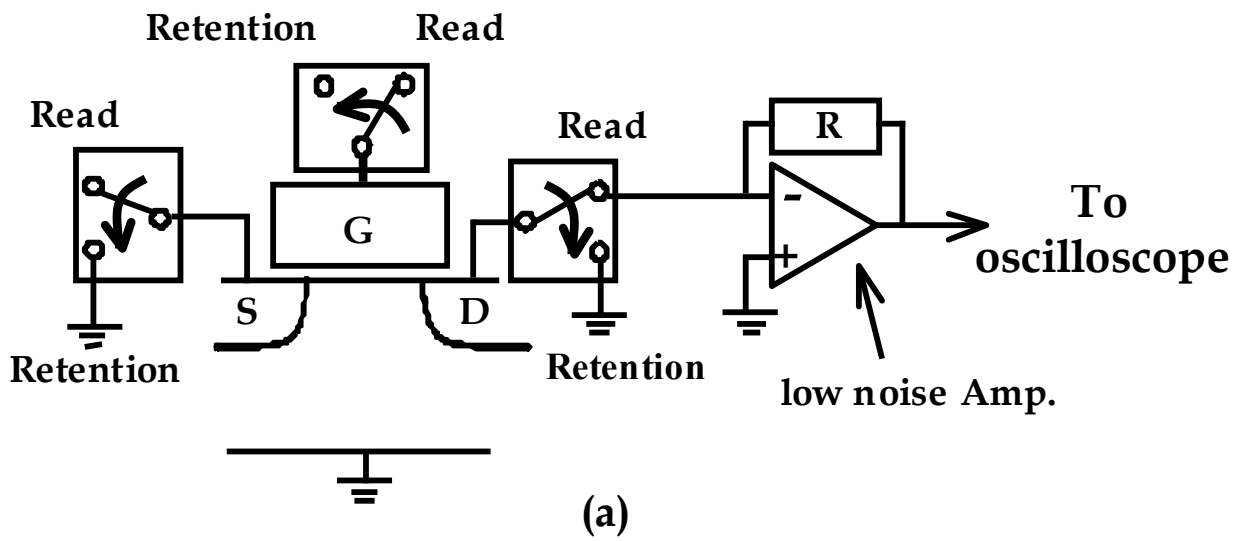 Retention Read
Read
Read
R
G
-
+
To
oscilloscope
S
D
Retention
Retention
low noise Amp.
(a)